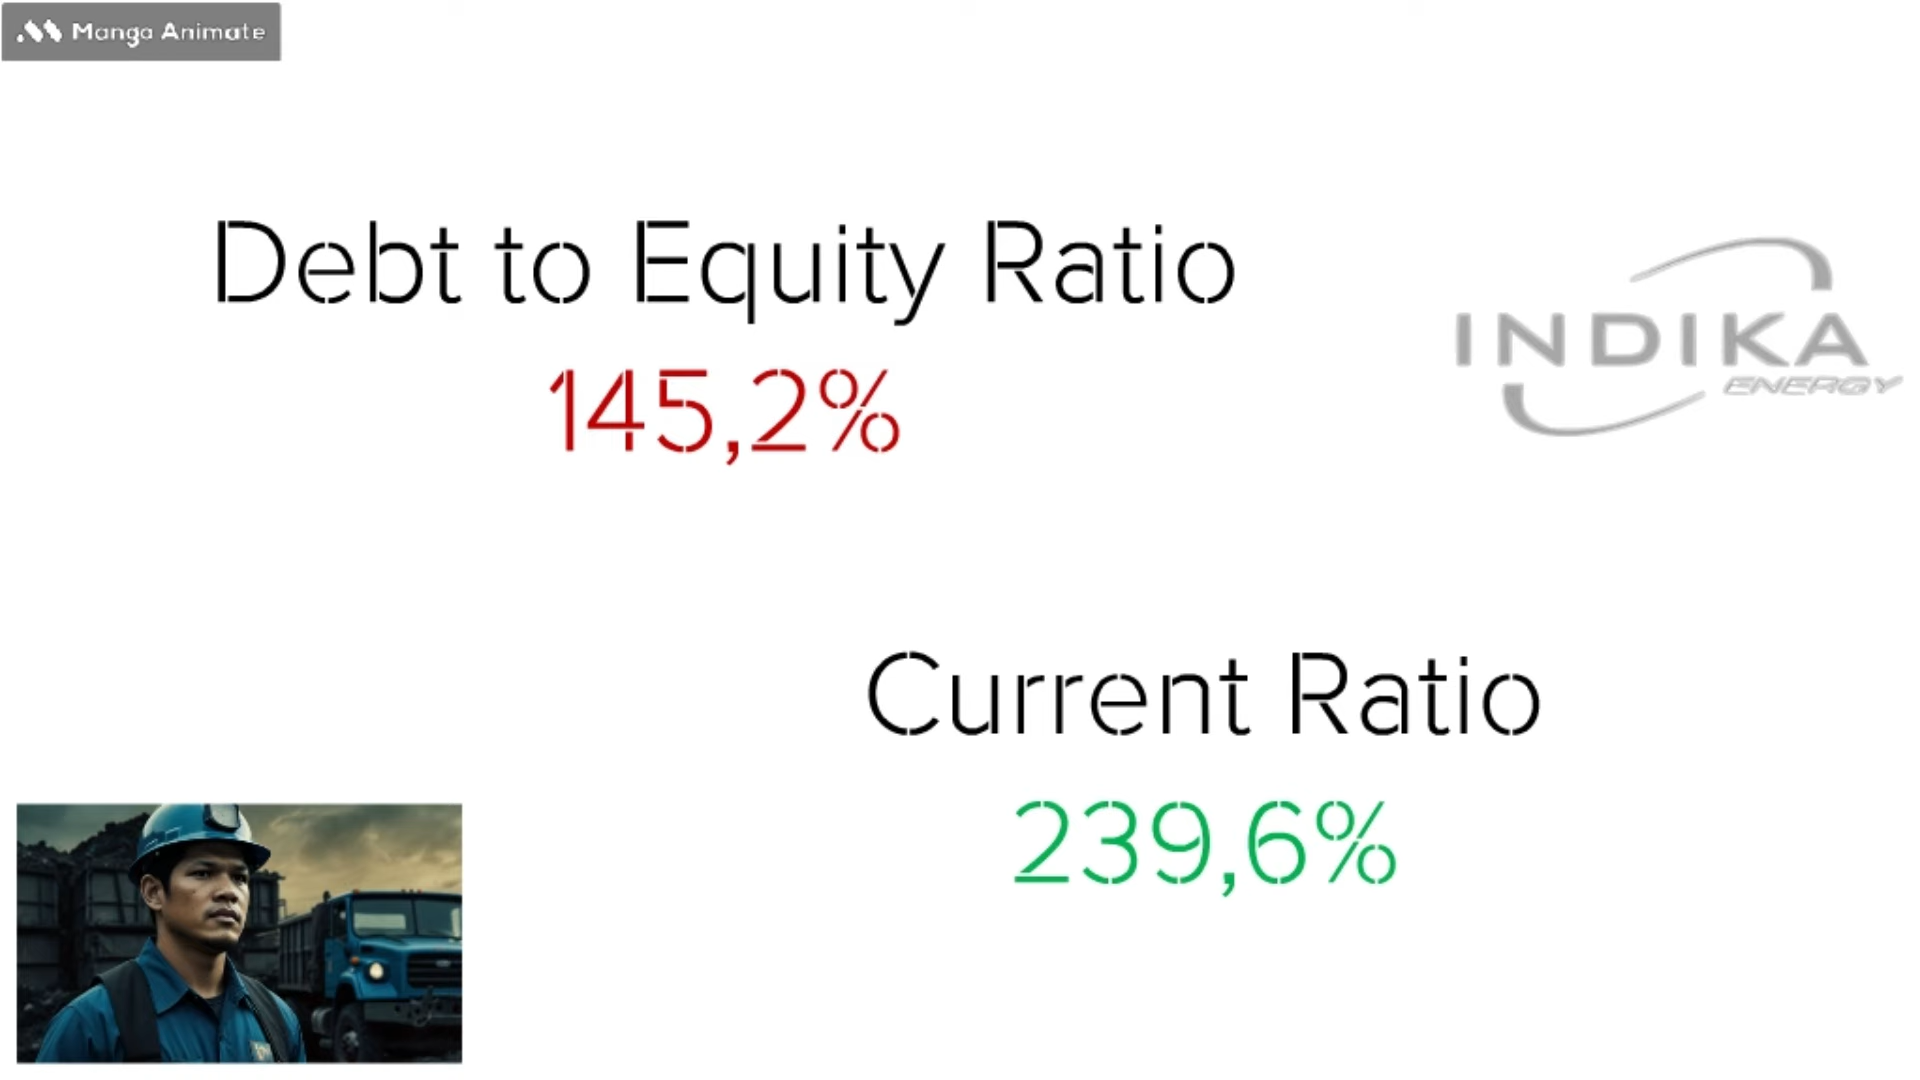 Manga Animate
Debt to Equity Ratio
145,2%
INDIKA
ENERGY
Current Ratio
239,6%